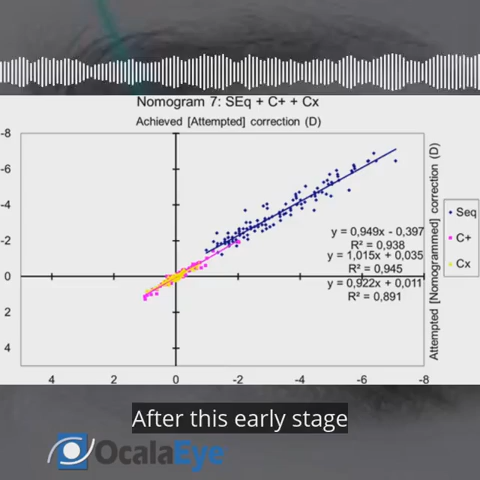 Nomogram 7: SEq + C+ + Cx
Achieved [Attempted] correction (D)
-8
-6
-4
-2
0
2
4
4
2
0
-2
-4
-6
-8
y = 0,949x - 0,397
R² = 0,938
y = 1,015x + 0,035
R² = 0,945
y = 0,922x + 0,011
R² = 0,891
Attempted [Nomogrammed] correction (D)
Seq
C+
Cx
After this early stage
OcalaEye